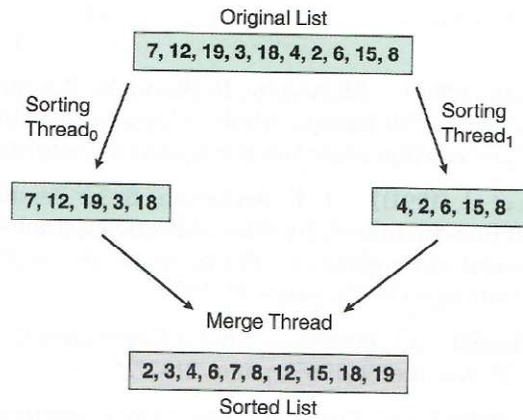 Original List
7, 12, 19, 3, 18, 4, 2, 6, 15, 8
Sorting
Thread0
Sorting
Thread1
7, 12, 19, 3, 18
4, 2, 6, 15, 8
Merge Thread
2, 3, 4, 6, 7, 8, 12, 15, 18, 19
Sorted List